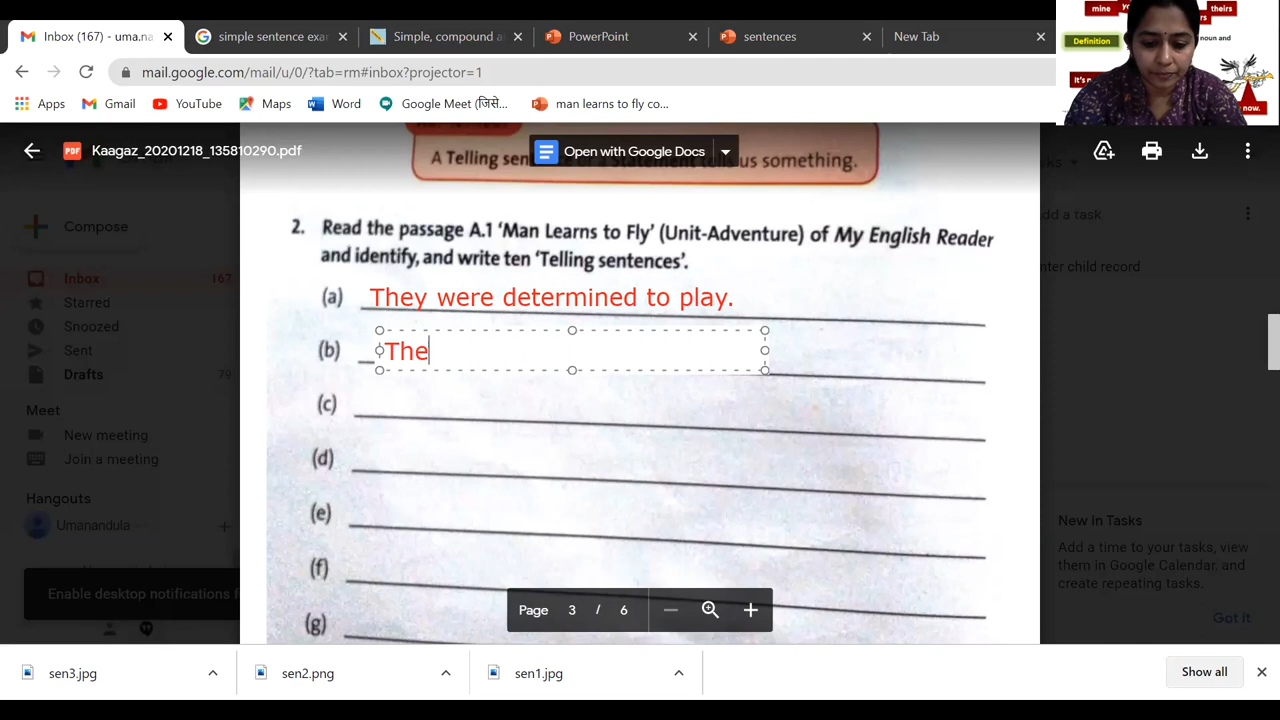 Inbox (167) - uma.na
simple sentence exa
Simple, compound a
PowerPoint
sentences
New Tab
mail.google.com/mail/u/0/?tab=rm#inbox?projector=1
Apps
Gmail
YouTube
Maps
Word
Google Meet (जिसे...
man learns to fly co...
mine
theirs
Definition
noun and
now.
Kaagaz_20201218_135810290.pdf
Open with Google Docs
A Telling sen
us something.
Compose
Inbox 167
Starred
Snoozed
Sent
Drafts 79
Meet
New meeting
Join a meeting
Hangouts
Umanandula
Enable desktop notifications f
2. Read the passage A.1 ‘Man Learns to Fly’ (Unit-Adventure) of My English Reader
and identify, and write ten ‘Telling sentences’.
(a) They were determined to play.
(b) The
(c)
(d)
(e)
(f)
(g)
Page 3 / 6
dd a task
nter child record
New in Tasks
Add a time to your tasks, view
them in Google Calendar, and
create repeating tasks.
Got it
sen3.jpg
sen2.png
sen1.jpg
Show all